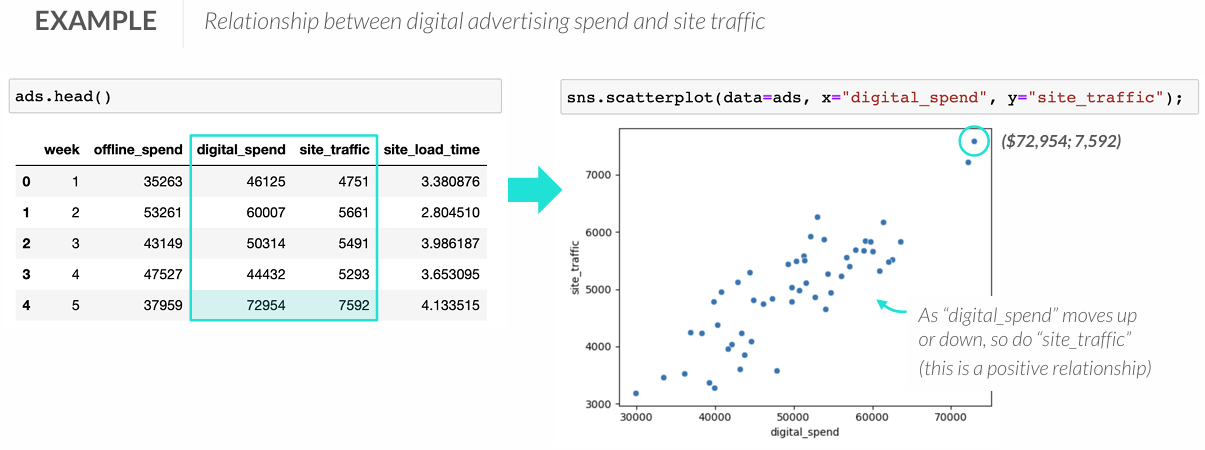 EXAMPLE
Relationship between digital advertising spend and site traffic
ads.head()
week offline_spend digital_spend site_traffic site_load_time
0 1 35263 46125 4751 3.380876
1 2 53261 60007 5661 2.804510
2 3 43149 50314 5491 3.986187
3 4 47527 44432 5293 3.653095
4 5 37959 72954 7592 4.133515
sns.scatterplot(data=ads, x="digital_spend", y="site_traffic");
($72,954; 7,592)
7000
6000
5000
4000
3000
site_traffic
30000 40000 50000 60000 70000
digital_spend
As “digital_spend” moves up
or down, so do “site_traffic”
(this is a positive relationship)